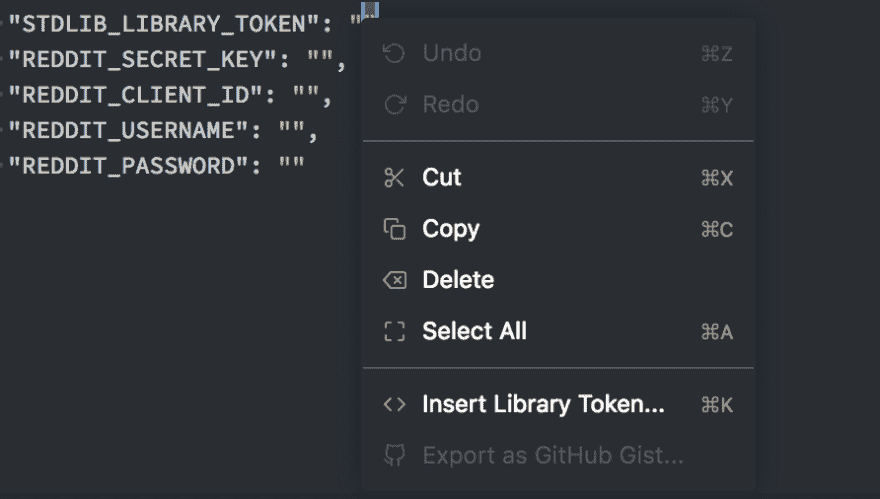 "STDLIB_LIBRARY_TOKEN": ""
"REDDIT_SECRET_KEY": "",
"REDDIT_CLIENT_ID": "",
"REDDIT_USERNAME": "",
"REDDIT_PASSWORD": ""
Undo ⌘Z
Redo ⌘Y
Cut ⌘X
Copy ⌘C
Delete
Select All ⌘A
Insert Library Token... ⌘K
Export as GitHub Gist...